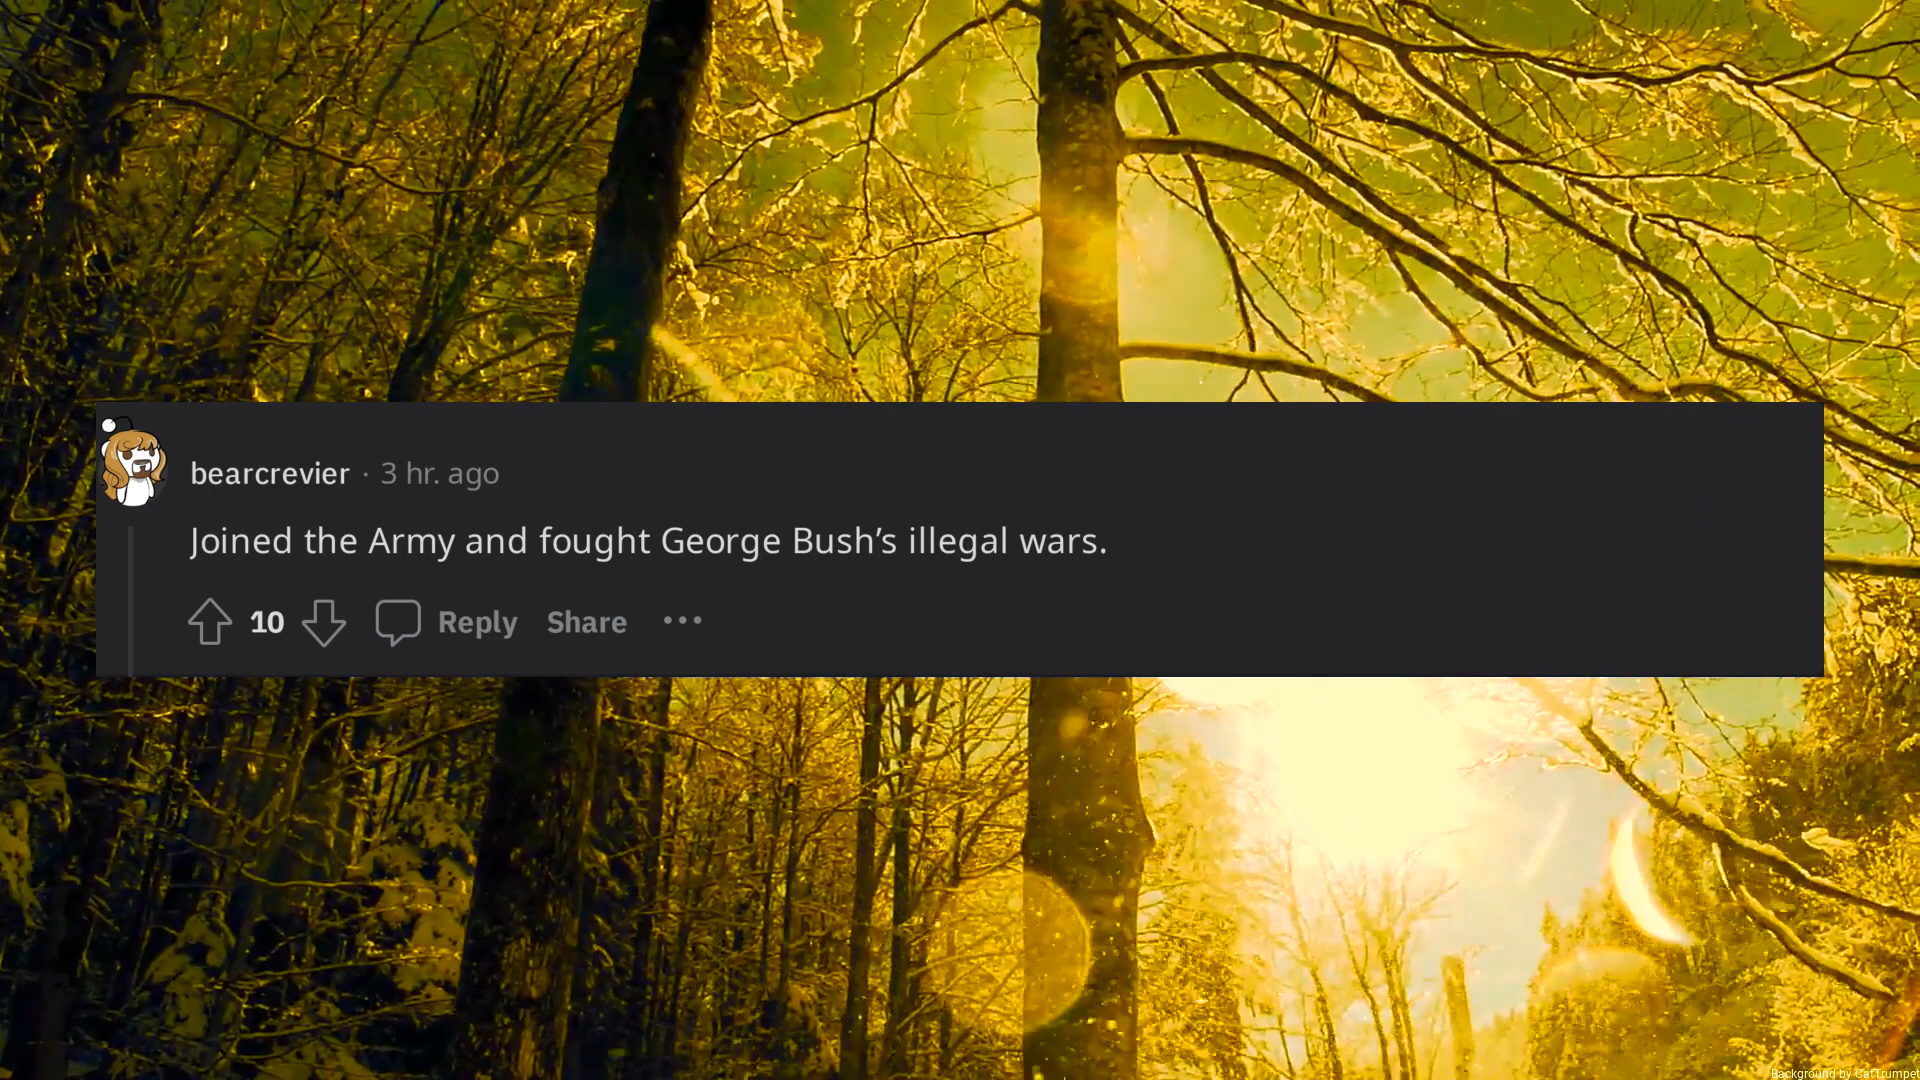 bearcrevier · 3 hr. ago
Joined the Army and fought George Bush’s illegal wars.
10 Reply Share ···
Background by CatTrumpet